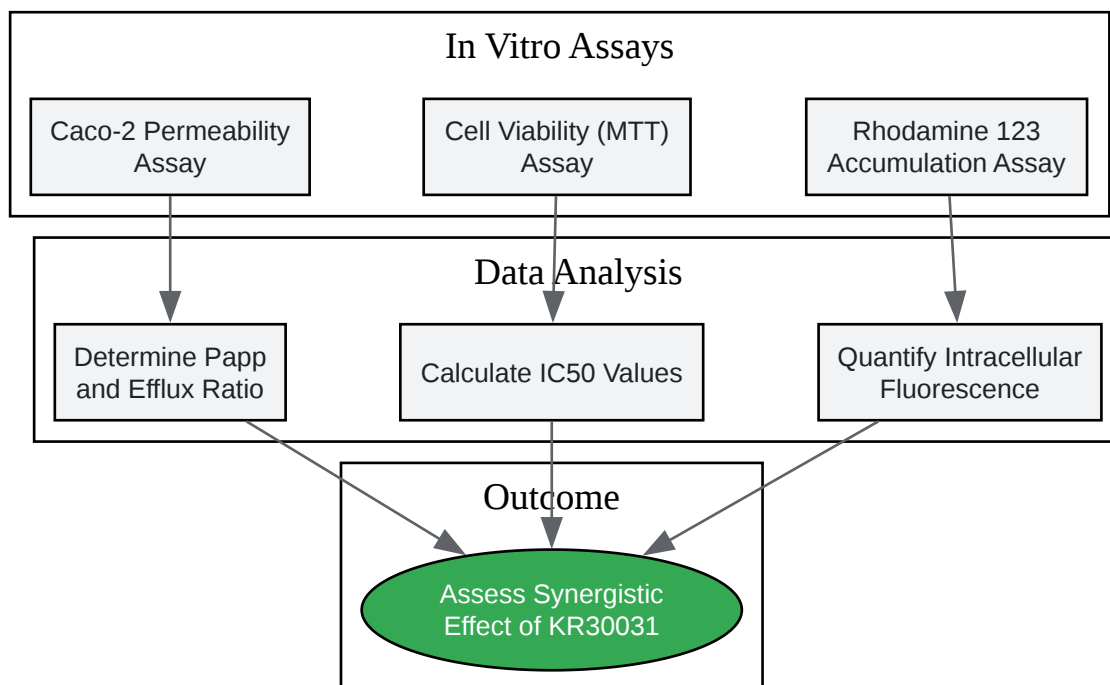 In Vitro Assays
Caco-2 Permeability
Assay
Cell Viability (MTT)
Assay
Rhodamine 123
Accumulation Assay
Data Analysis
Determine Papp
and Efflux Ratio
Calculate IC50 Values
Quantify Intracellular
Fluorescence
Outcome
Assess Synergistic
Effect of KR30031